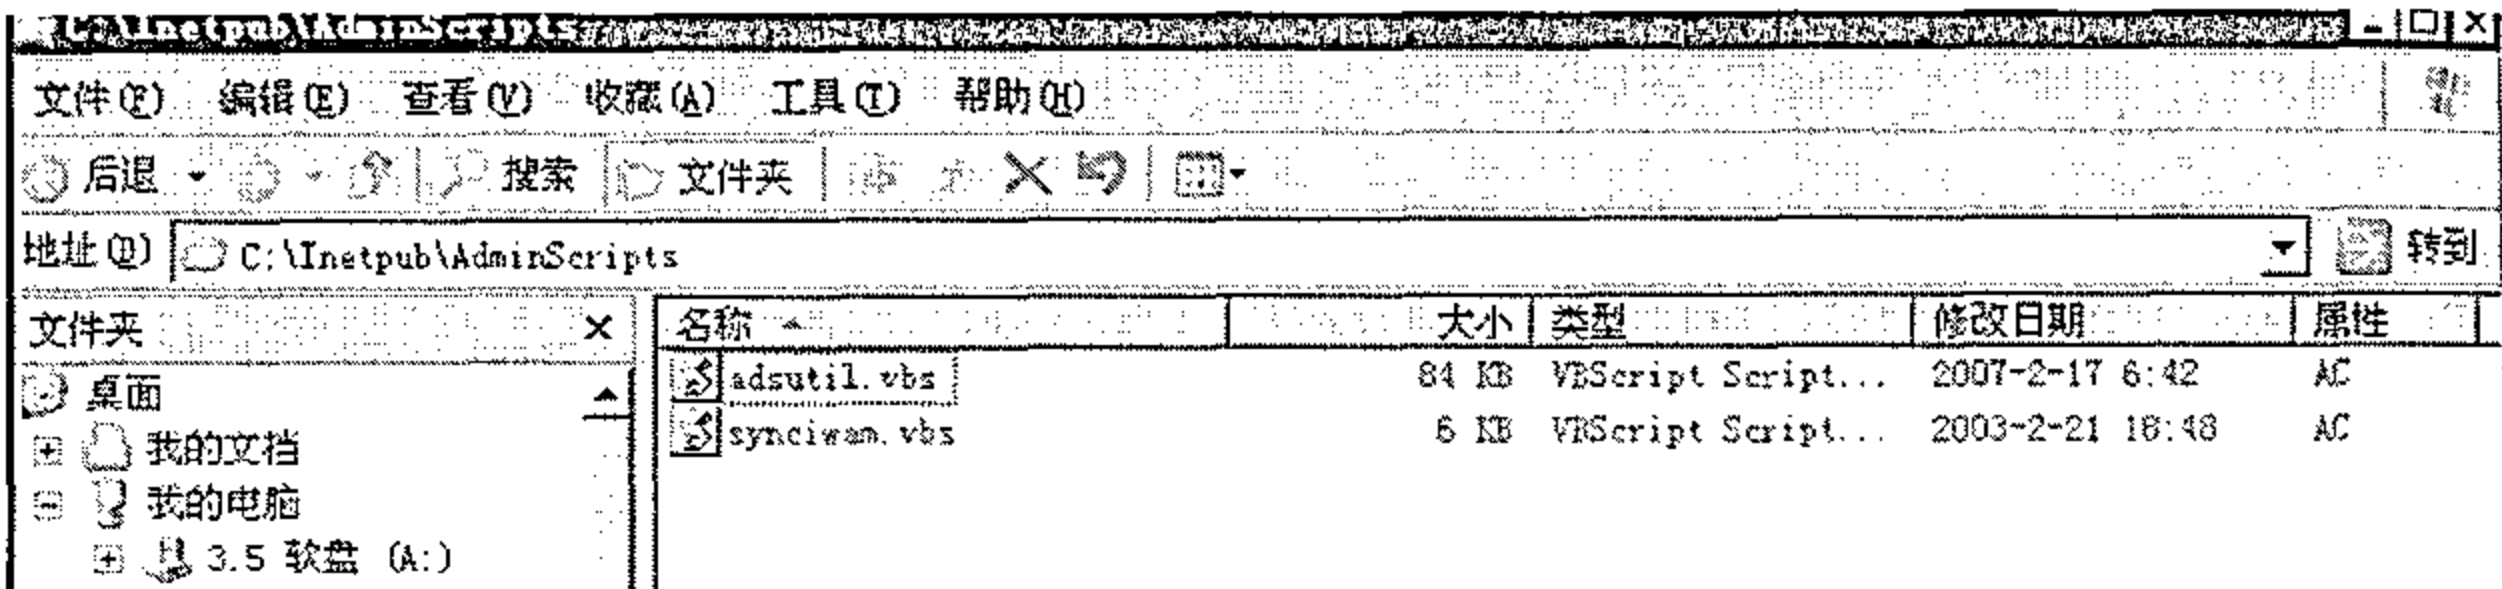 C:\Inetpub\AdminScripts
文件(F) 编辑(E) 查看(V) 收藏(A) 工具(T) 帮助(H)
后退 搜索 文件夹
地址(D) C:\Inetpub\AdminScripts 转到
文件夹 名称 大小 类型 修改日期 属性
桌面 adsutil.vbs 84 KB VBScript Script... 2007-2-17 6:42 AC
我的文档 synciwam.vbs 6 KB VBScript Script... 2003-2-21 18:48 AC
我的电脑
3.5 软盘 (A:)